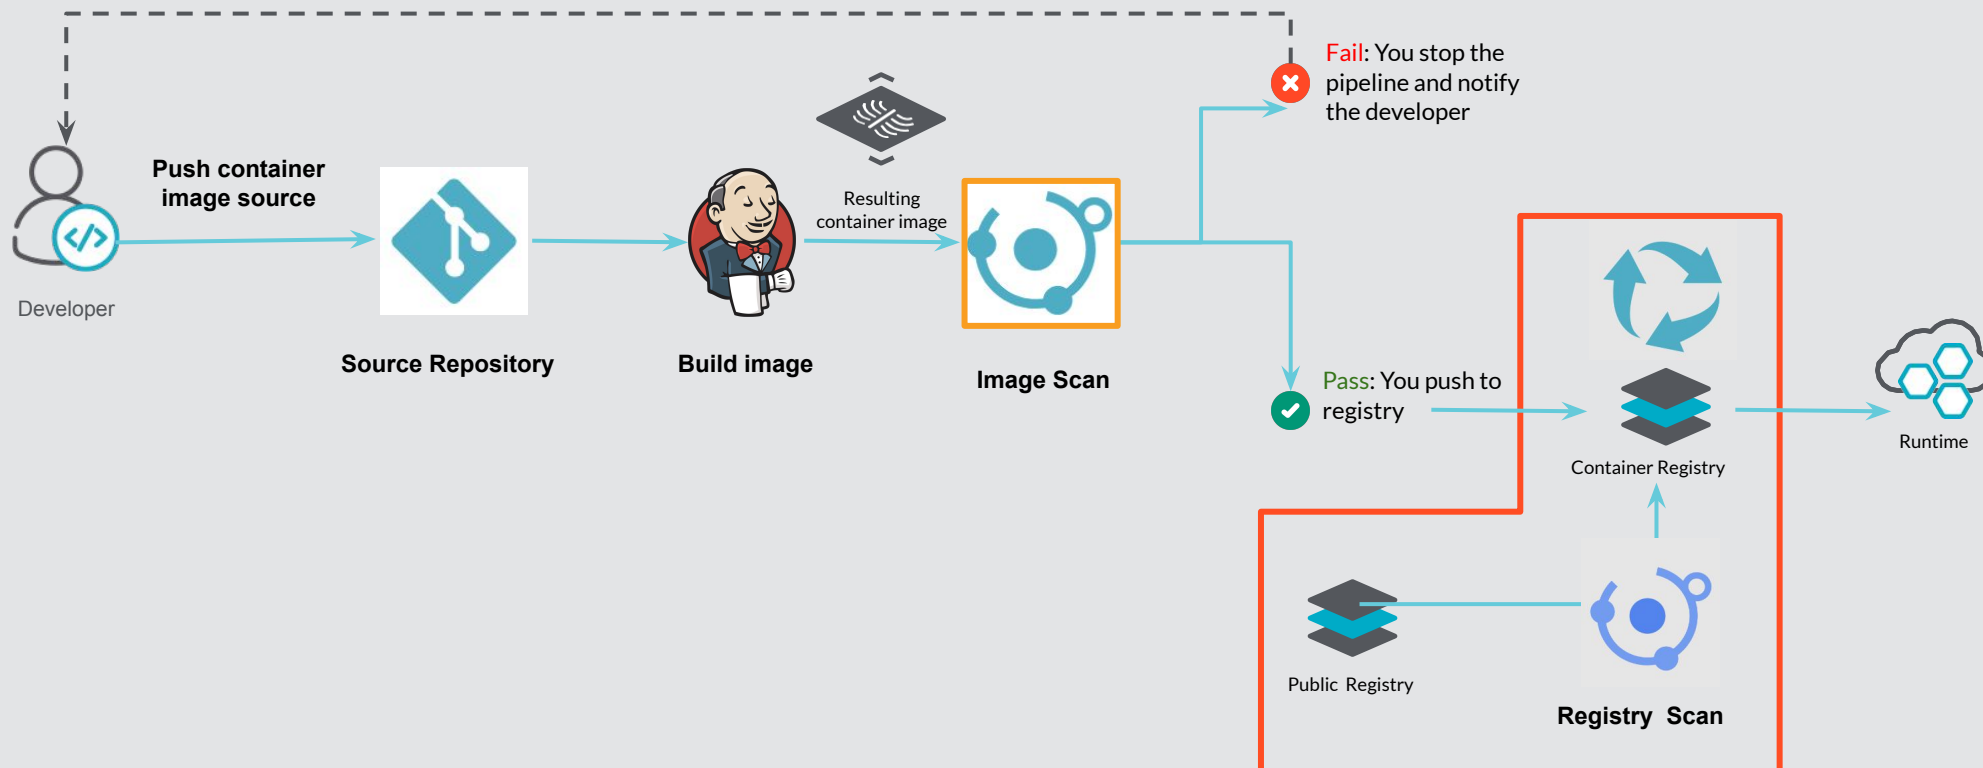 Fail: You stop the
pipeline and notify
the developer
Push container
image source
Resulting
container image
</>
Developer
Source Repository
Build image
Image Scan
Pass: You push to
registry
Container Registry
Runtime
Public Registry
Registry Scan